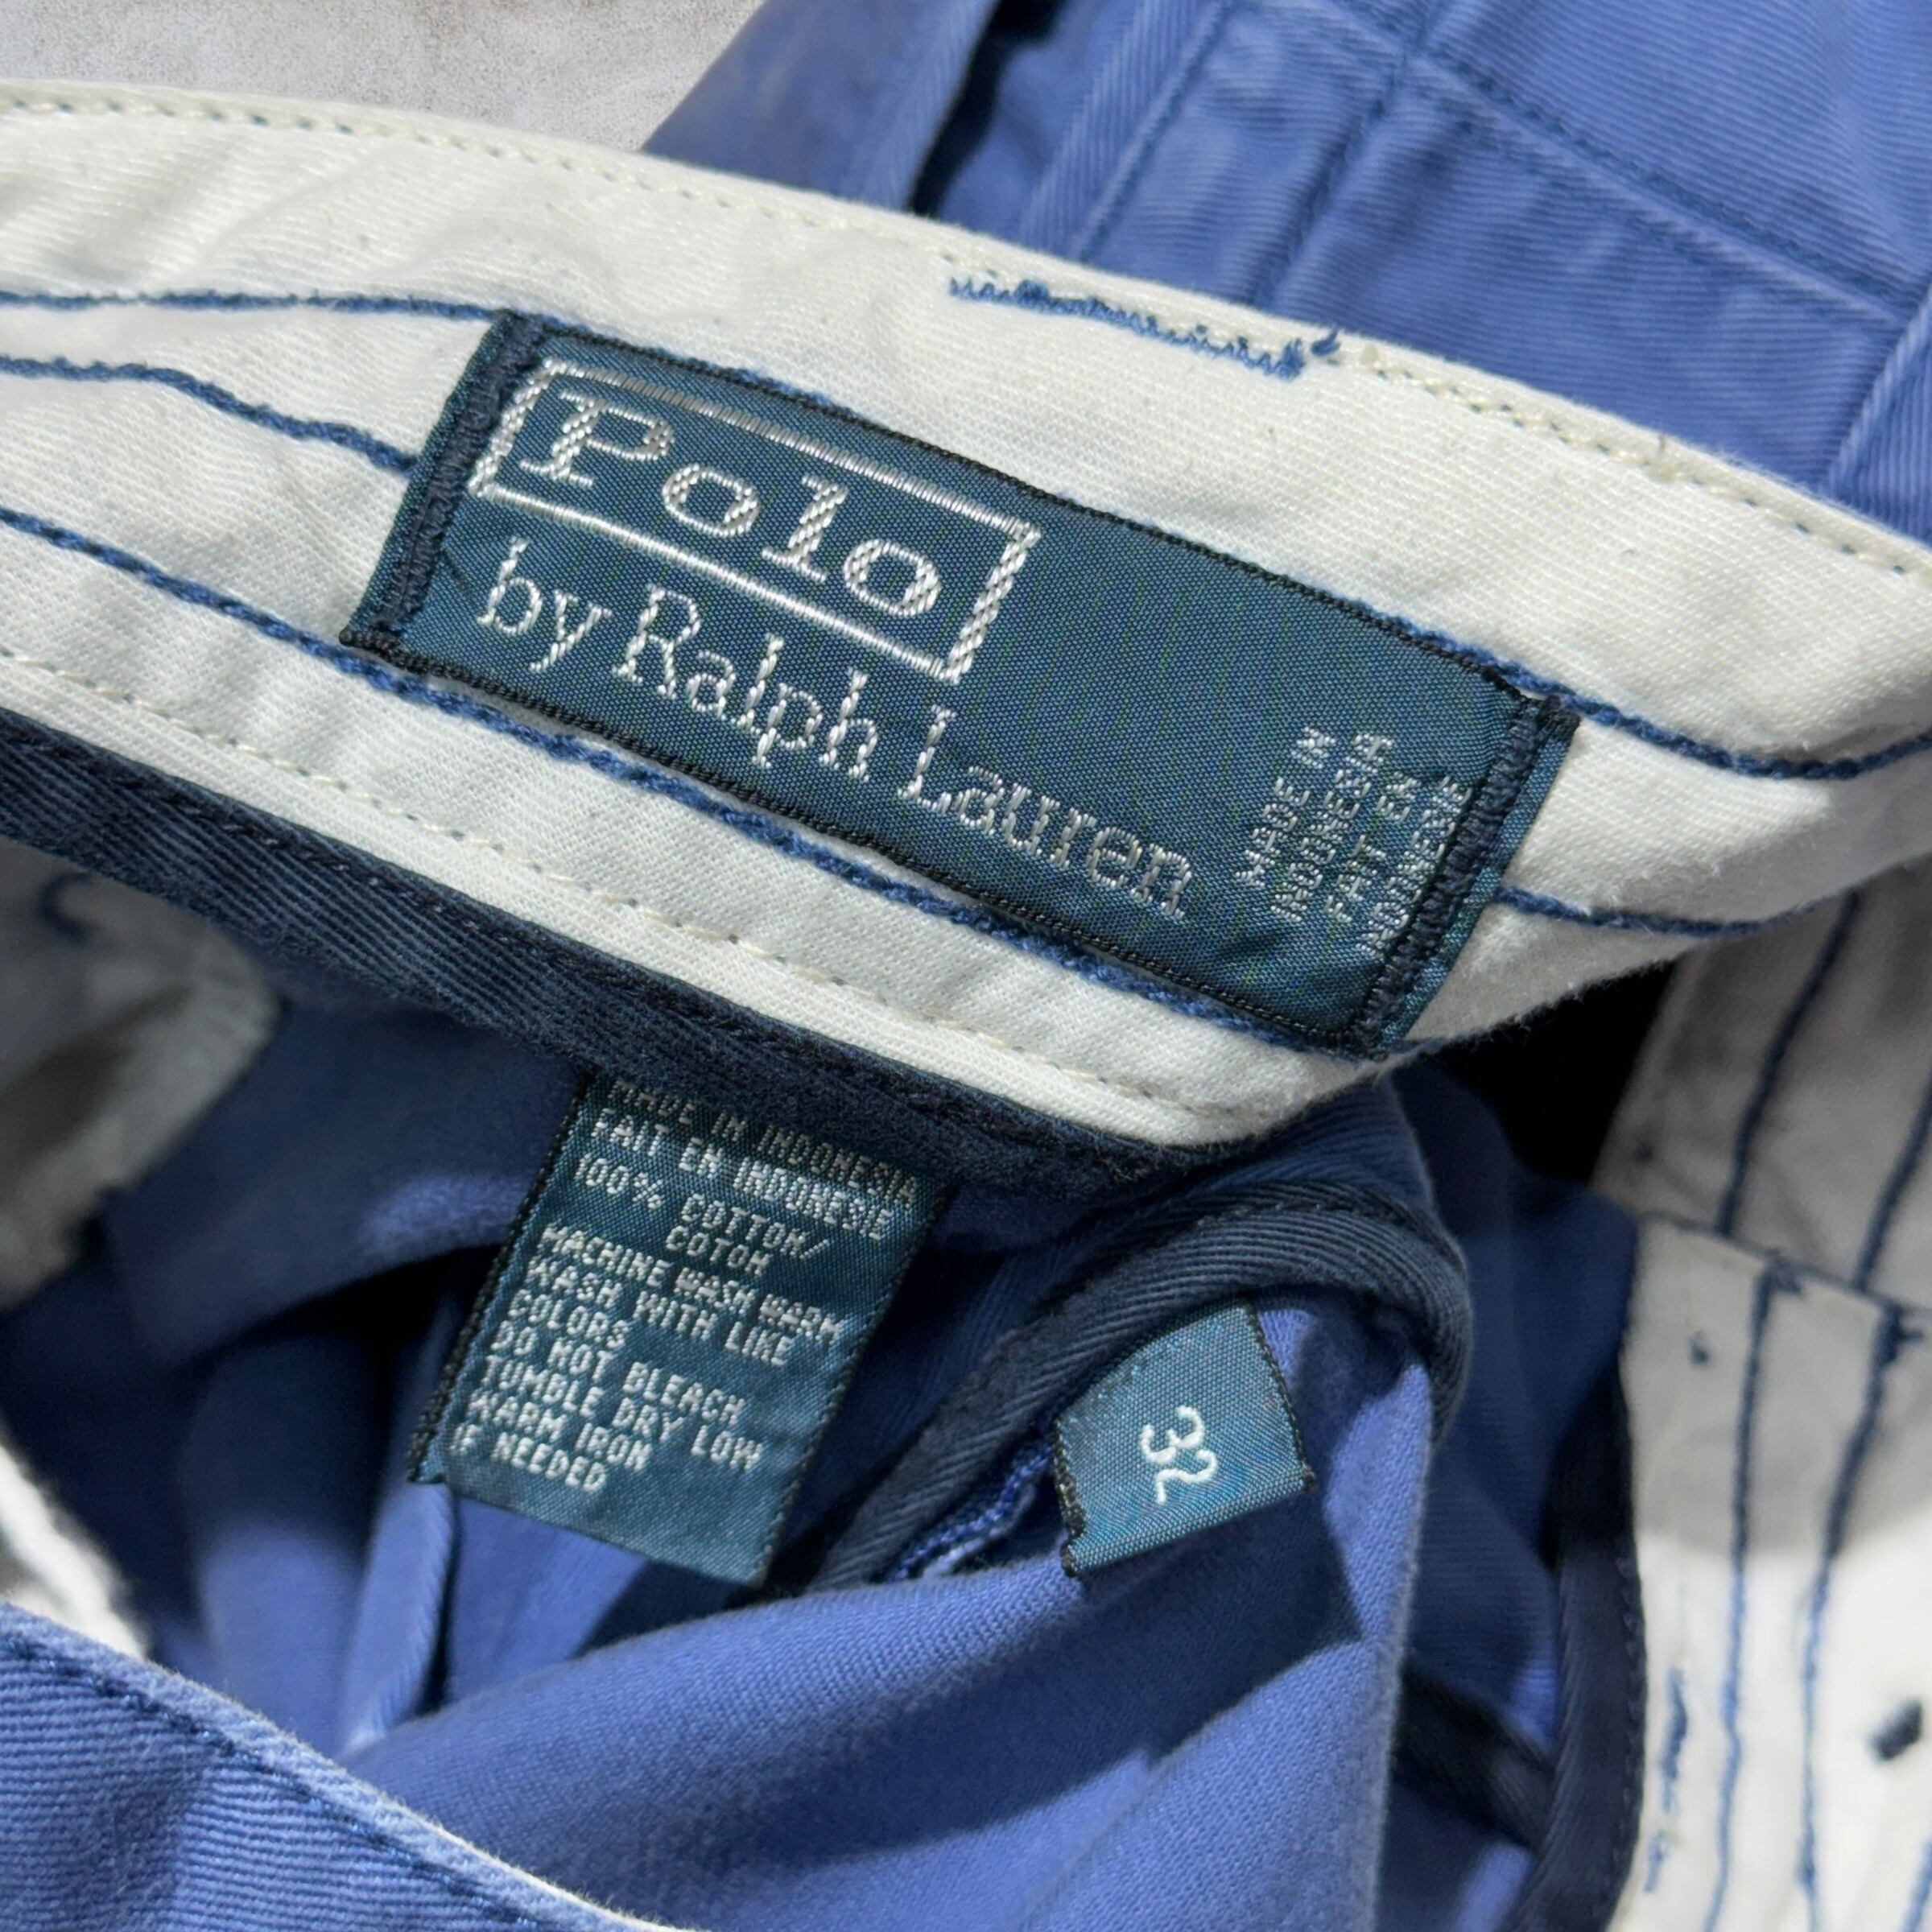 Polo
by Ralph Lauren
MADE IN
INDONESIA
FAIT EN
INDONESIE
MADE IN INDONESIA
FAIT EN INDONESIE
100% COTTON/
COTON
MACHINE WASH WARM
WASH WITH LIKE
COLORS
DO NOT BLEACH
TUMBLE DRY LOW
WARM IRON
IF NEEDED
32